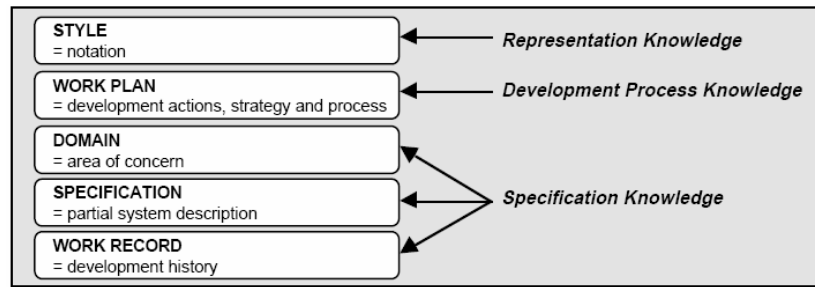 STYLE
= notation
Representation Knowledge
WORK PLAN
= development actions, strategy and process
Development Process Knowledge
DOMAIN
= area of concern
SPECIFICATION
= partial system description
Specification Knowledge
WORK RECORD
= development history